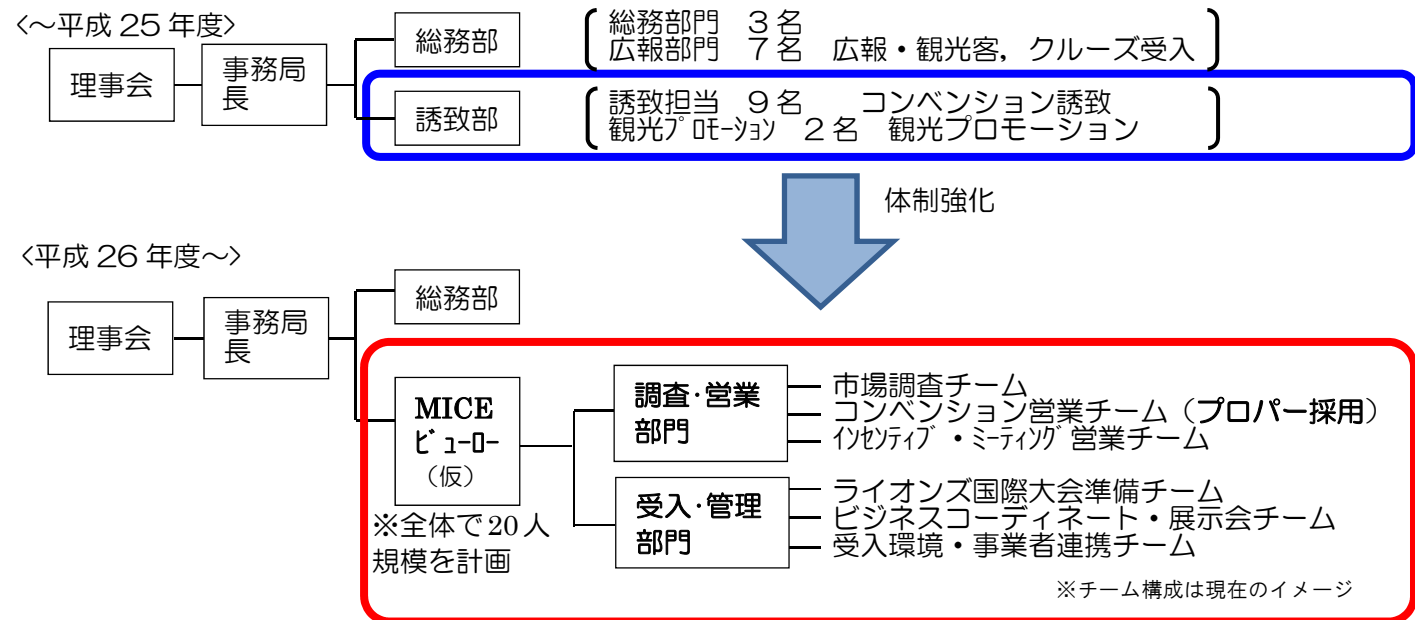 〈～平成 25 年度〉
理事会
事務局
長
総務部
総務部門 3名
広報部門 7名 広報・観光客，クルーズ受入
誘致部
誘致担当 9名 コンベンション誘致
観光ﾌﾟﾛﾓｰｼｮﾝ 2名 観光プロモーション
体制強化
〈平成 26 年度～〉
理事会
事務局
長
総務部
MICE
ﾋﾞｭｰﾛｰ
（仮）
※全体で 20 人
規模を計画
調査・営業
部門
市場調査チーム
コンベンション営業チーム（プロパー採用）
ｲﾝｾﾝﾃｨﾌﾞ・ﾐｰﾃｨﾝｸﾞ営業チーム
受入・管理
部門
ライオンズ国際大会準備チーム
ビジネスコーディネート・展示会チーム
受入環境・事業者連携チーム
※チーム構成は現在のイメージ